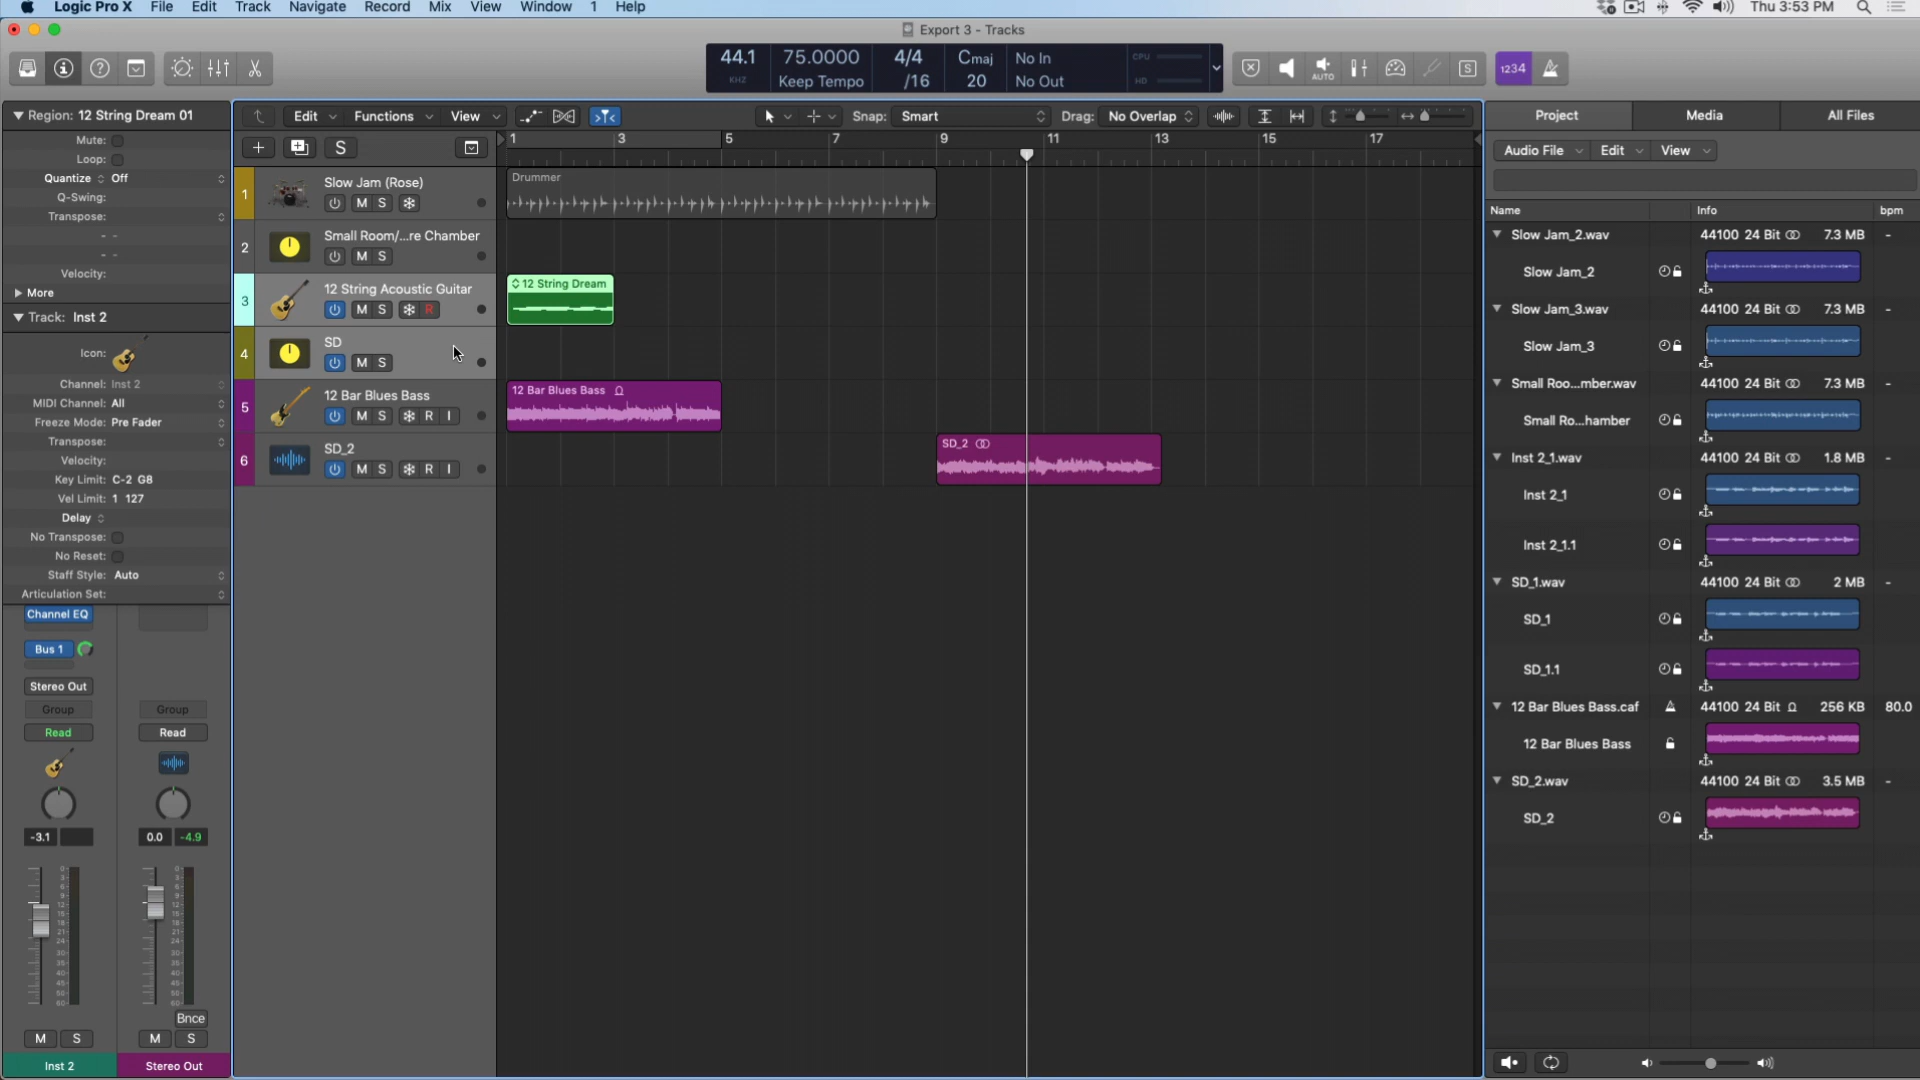 Logic Pro X File Edit Track Navigate Record Mix View Window 1 Help Thu 3:53 PM
Export 3 - Tracks
44.1 75.0000 4/4 Cmaj No In CPU
KHZ Keep Tempo /16 20 No Out HD
AUTO S 1234
Region: 12 String Dream 01
Mute:
Loop:
Quantize Off
Q-Swing:
Transpose:
- -
- -
Velocity:
More
Track: Inst 2
Icon:
Channel: Inst 2
MIDI Channel: All
Freeze Mode: Pre Fader
Transpose:
Velocity:
Key Limit: C-2 G8
Vel Limit: 1 127
Delay
No Transpose:
No Reset:
Staff Style: Auto
Articulation Set:
Channel EQ
Bus 1
Stereo Out
Group Group
Read Read
-3.1 0.0 -4.9
Bnce
M S M S
Inst 2 Stereo Out
Edit Functions View Snap: Smart Drag: No Overlap
S
1 3 5 7 9 11 13 15 17
1 Slow Jam (Rose)
M S
Drummer
2 Small Room/...re Chamber
M S
3 12 String Acoustic Guitar
M S R
12 String Dream
4 SD
M S
5 12 Bar Blues Bass
M S R I
12 Bar Blues Bass
6 SD_2
M S R I
SD_2
Project Media All Files
Audio File Edit View
Name Info bpm
Slow Jam_2.wav 44100 24 Bit 7.3 MB -
Slow Jam_2
Slow Jam_3.wav 44100 24 Bit 7.3 MB -
Slow Jam_3
Small Roo...mber.wav 44100 24 Bit 7.3 MB -
Small Ro...hamber
Inst 2_1.wav 44100 24 Bit 1.8 MB -
Inst 2_1
Inst 2_1.1
SD_1.wav 44100 24 Bit 2 MB -
SD_1
SD_1.1
12 Bar Blues Bass.caf 44100 24 Bit 256 KB 80.0
12 Bar Blues Bass
SD_2.wav 44100 24 Bit 3.5 MB -
SD_2